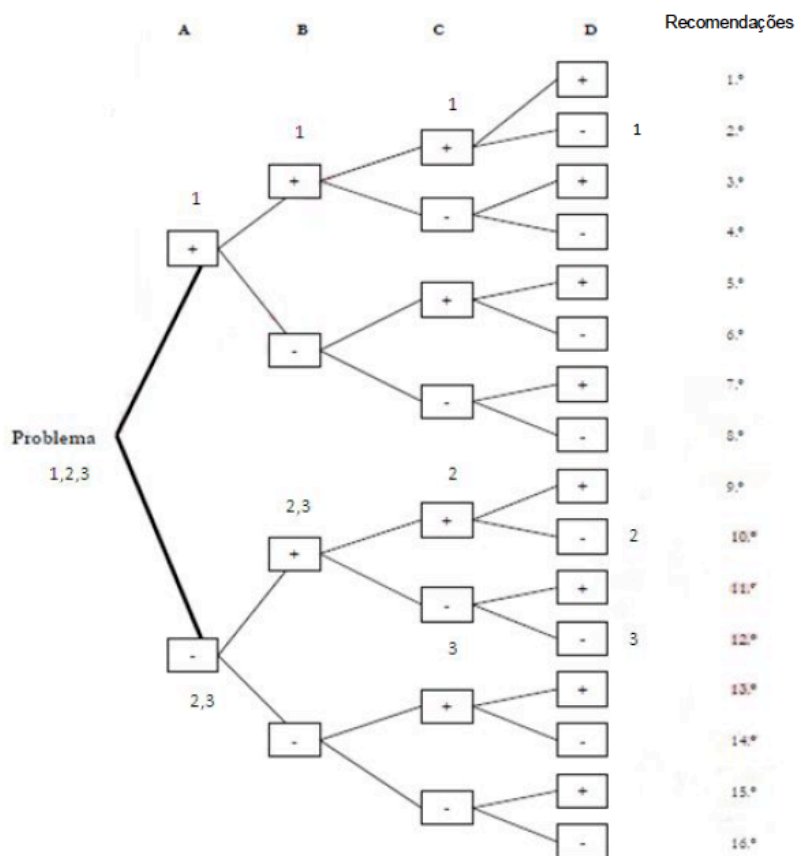 Recomendações
A B C D
+ 1.º
1
1 - 1 2.º
+
+ + 3.º
1 -
- 4.º
+
+ 5.º
+
- - 6.º
+ 7.º
-
- 8.º
Problema
1,2,3
2 + 9.º
2,3 +
- 2 10.º
+
+ 11.º
-
- 3 12.º
- 3
2,3 + 13.º
+
- - 14.º
+ 15.º
-
- 16.º